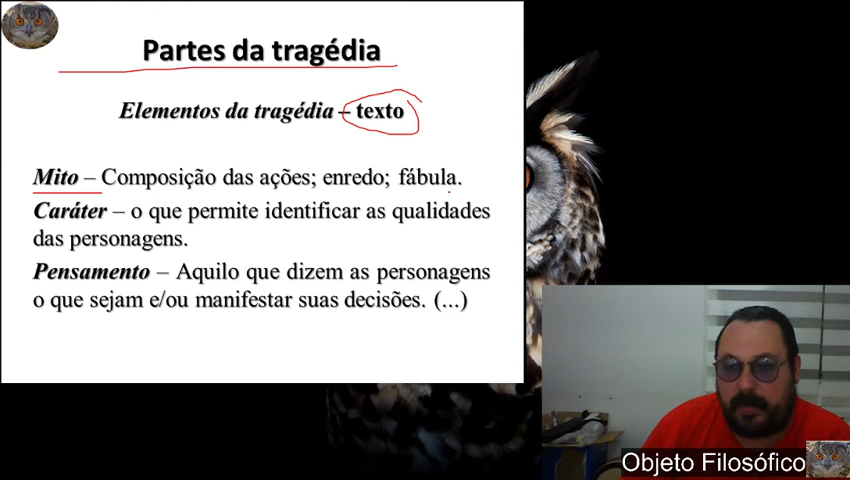 Partes da tragédia
Elementos da tragédia – texto
Mito – Composição das ações; enredo; fábula.
Caráter – o que permite identificar as qualidades
das personagens.
Pensamento – Aquilo que dizem as personagens
o que sejam e/ou manifestar suas decisões. (...)
Objeto Filosófico